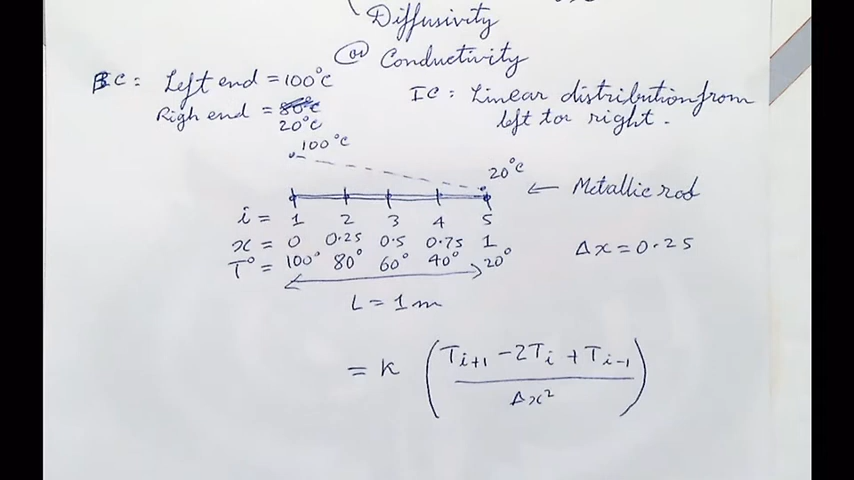 Diffusivity
(or) Conductivity
BC: Left end = 100°C
Righ end = 80°C
20°C
IC: Linear distribution from
left tor right.
100°C
20°C
← Metallic rod
i = 1 2 3 4 5
x = 0 0.25 0.5 0.75 1
T° = 100° 80° 60° 40° 20°
Δx = 0.25
L = 1m
= K (Ti+1 - 2Ti + Ti-1 / Δx²)